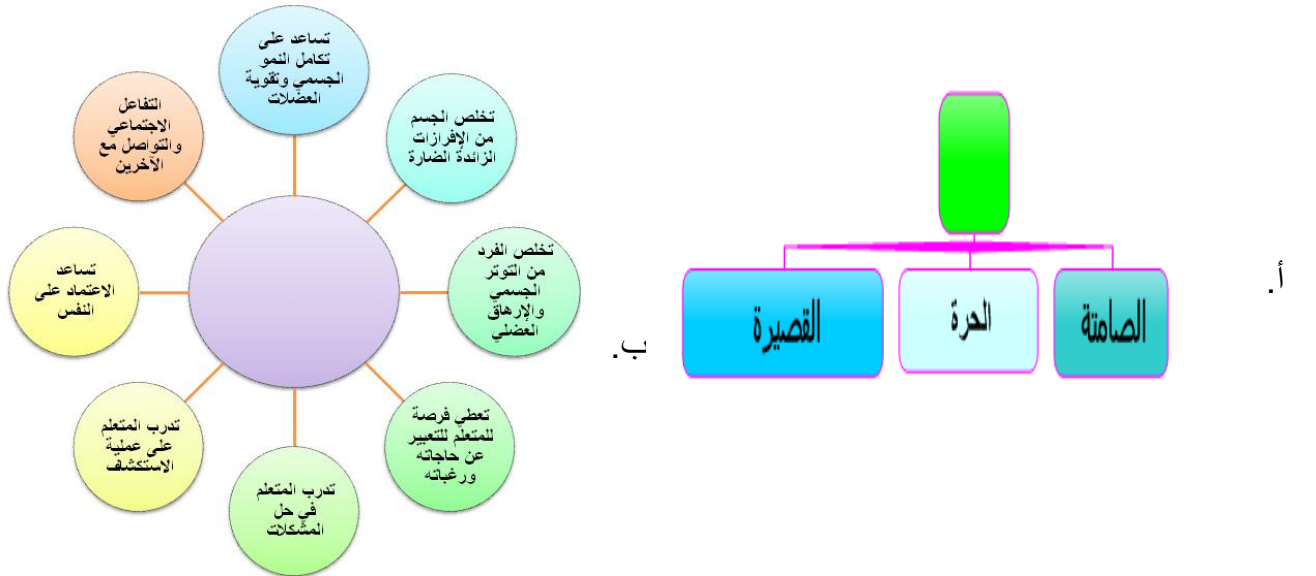 أ.
الصامتة
الحرة
القصيرة
ب.
تساعد على
تكامل النمو
الجسمي وتقوية
العضلات
تخلص الجسم
من الإفرازات
الزائدة الضارة
تخلص الفرد
من التوتر
الجسمي
والإرهاق
العضلي
تعطي فرصة
للمتعلم للتعبير
عن حاجاته
ورغباته
تدرب المتعلم
في حل
المشكلات
تدرب المتعلم
على عملية
الاستكشف
تساعد
الاعتماد على
النفس
التفاعل
الاجتماعي
والتواصل مع
الآخرين